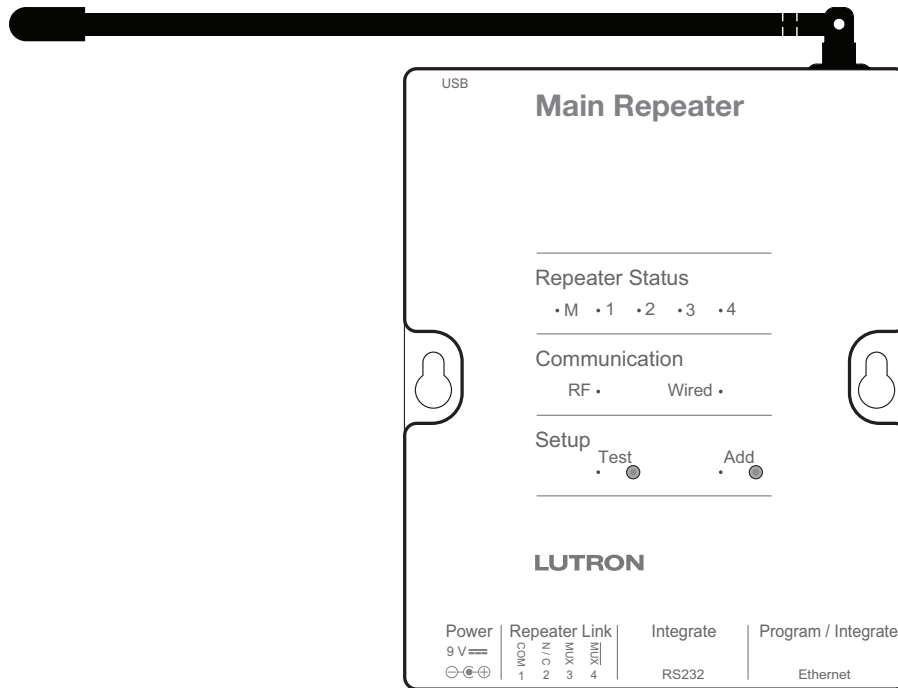 USB
Main Repeater
Repeater Status
M 1 2 3 4
Communication
RF Wired
Setup
Test Add
LUTRON
Power Repeater Link Integrate Program / Integrate
9 V
COM N / C MUX MUX
1 2 3 4 RS232 Ethernet